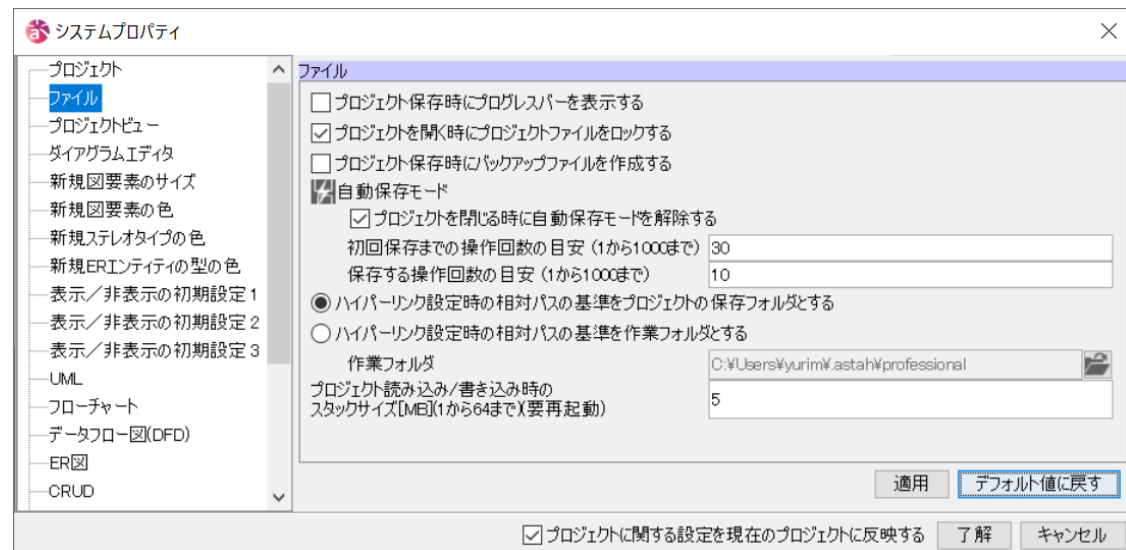 システムプロパティ
プロジェクト
ファイル
プロジェクトビュー
ダイアグラムエディタ
新規図要素のサイズ
新規図要素の色
新規ステレオタイプの色
新規ERエンティティの型の色
表示／非表示の初期設定 1
表示／非表示の初期設定 2
表示／非表示の初期設定 3
UML
フローチャート
データフロー図(DFD)
ER図
CRUD
ファイル
プロジェクト保存時にプログレスバーを表示する
プロジェクトを開く時にプロジェクトファイルをロックする
プロジェクト保存時にバックアップファイルを作成する
自動保存モード
プロジェクトを閉じる時に自動保存モードを解除する
初回保存までの操作回数の目安 (1から1000まで) 30
保存する操作回数の目安 (1から1000まで) 10
ハイパーリンク設定時の相対パスの基準をプロジェクトの保存フォルダとする
ハイパーリンク設定時の相対パスの基準を作業フォルダとする
作業フォルダ C:¥Users¥yurim¥.astah¥professional
プロジェクト読み込み/書き込み時の
スタックサイズ[MB](1から64まで)(要再起動) 5
適用 デフォルト値に戻す
プロジェクトに関する設定を現在のプロジェクトに反映する 了解 キャンセル